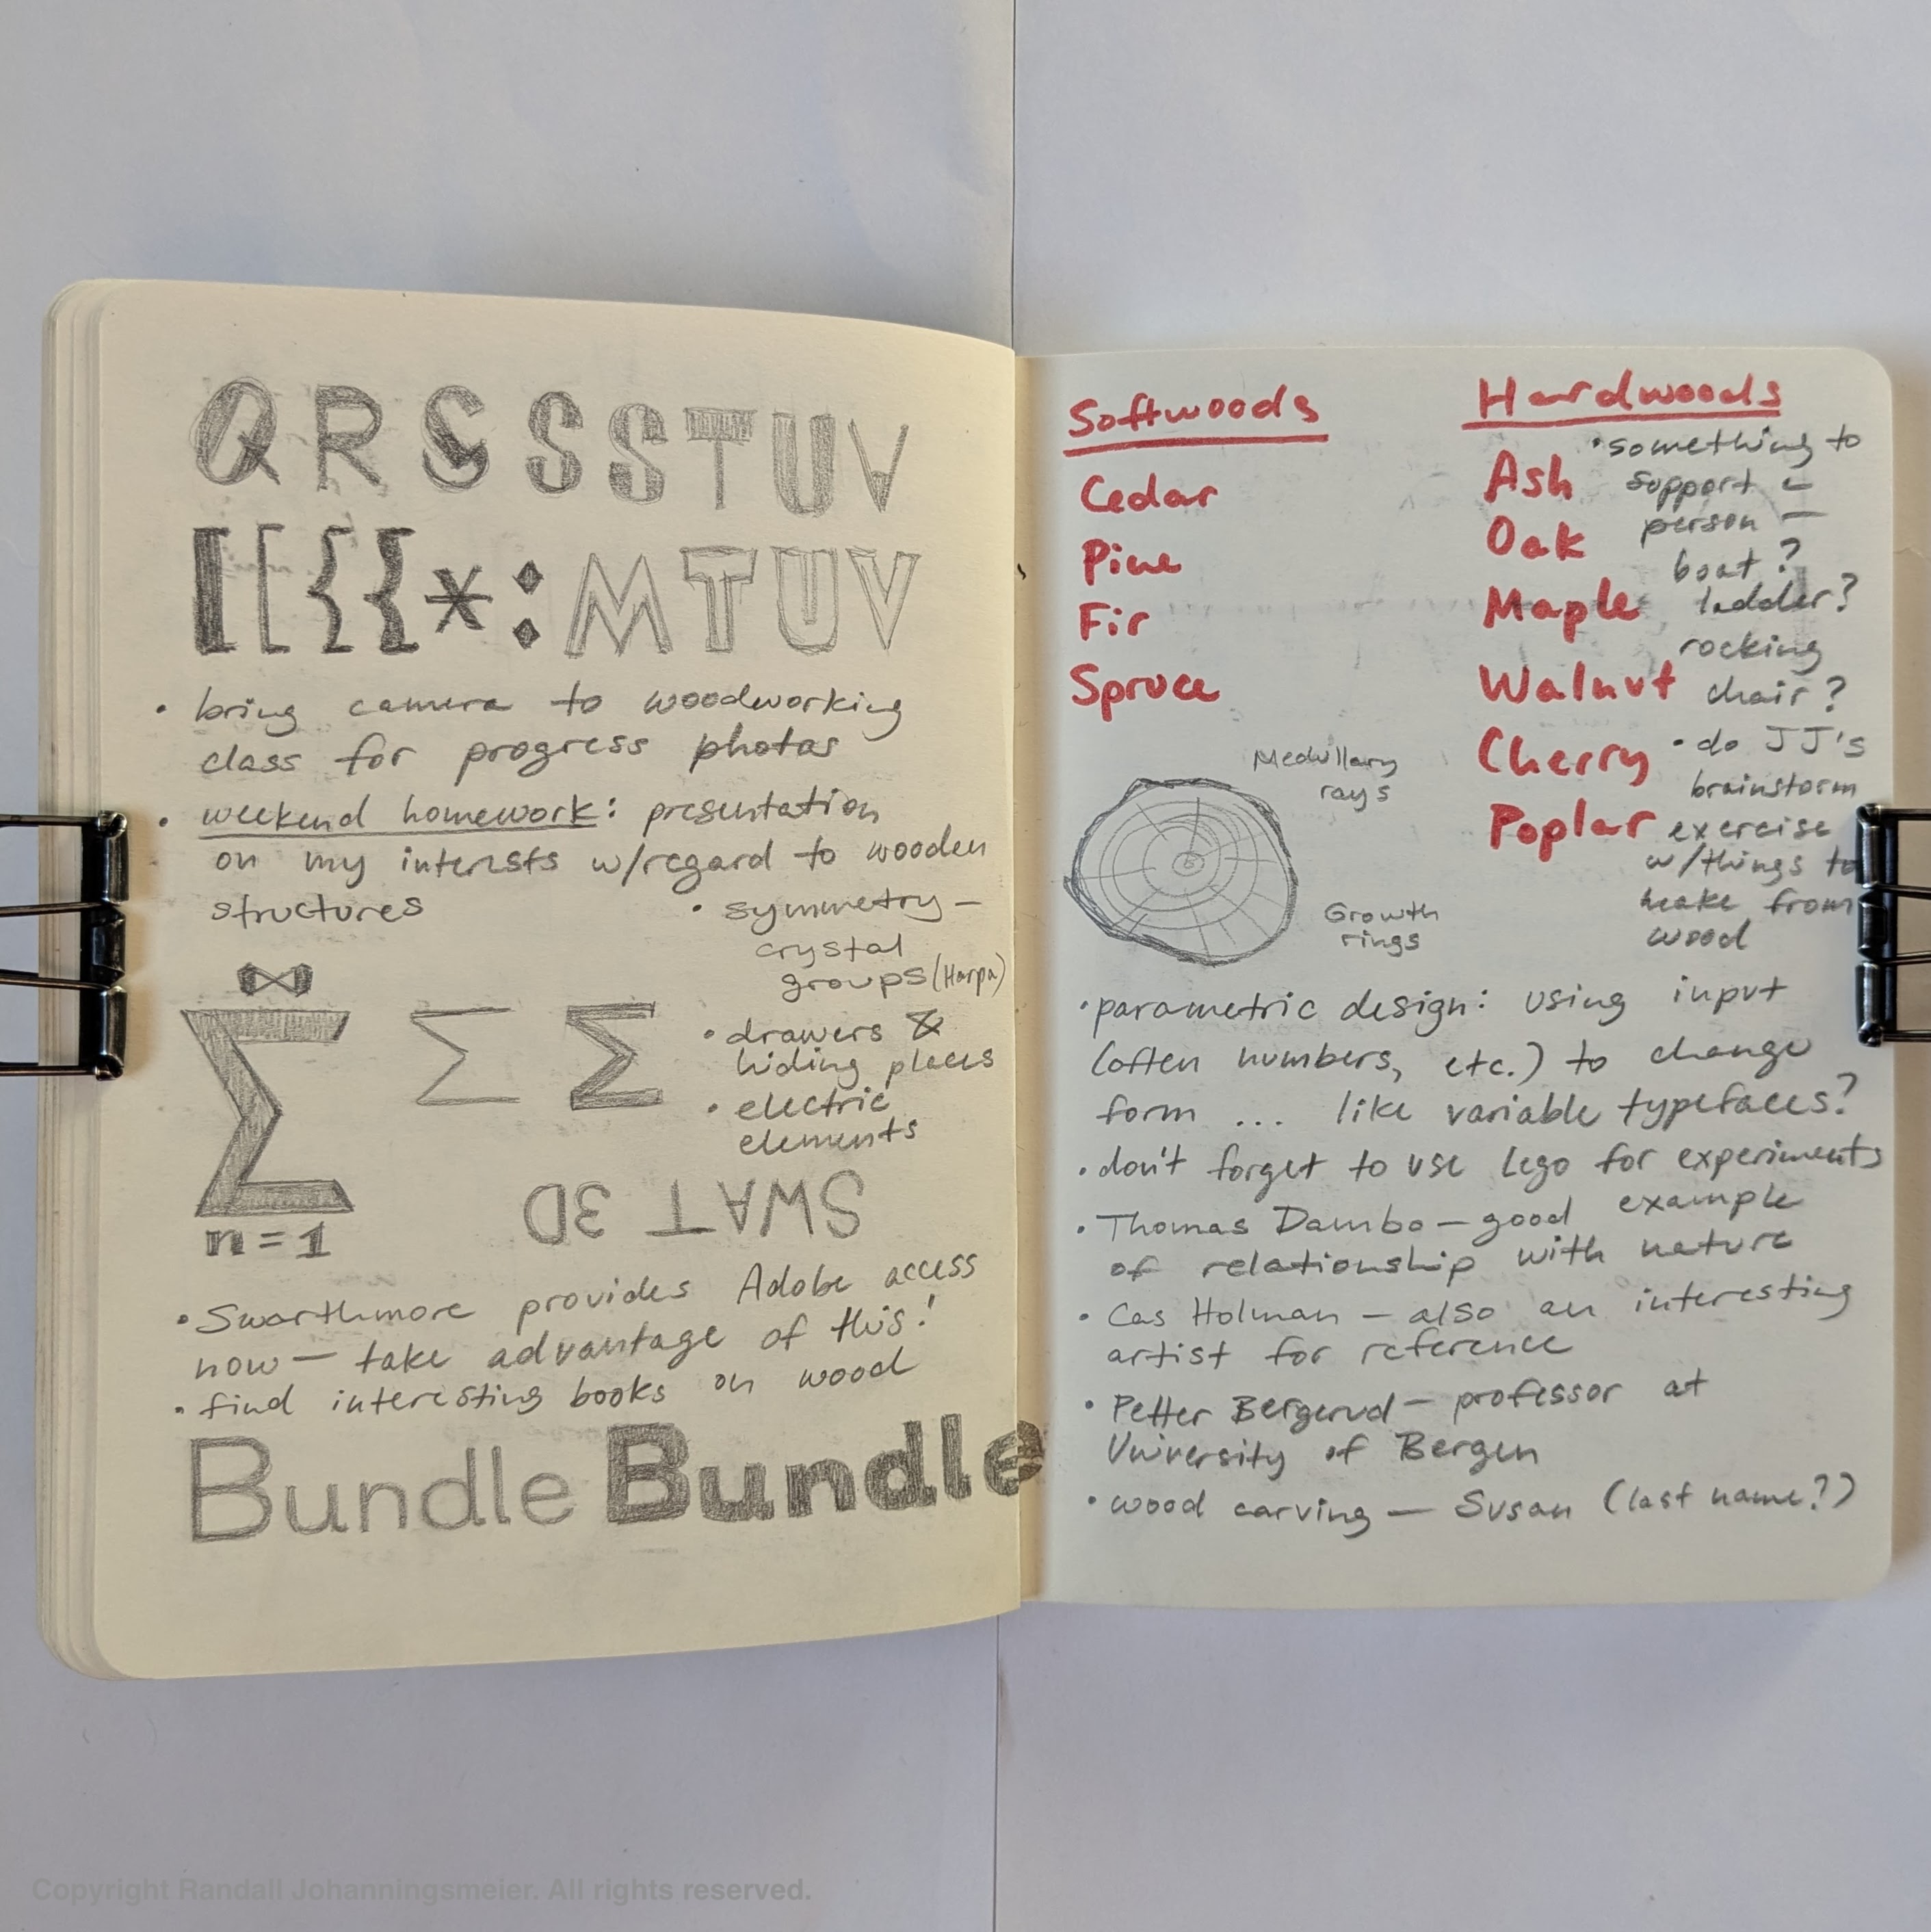 QRSSSTUV
[[{{*:MTUV
• bring camera to woodworking
class for progress photos
• weekend homework: presentation
on my interests w/regard to wooden
structures
• symmetry —
crystal
groups (Harpa)
• drawers &
hiding places
• electric
elements
∞
Σ Σ Σ
n=1
SWAT 3D
• Swarthmore provides Adobe access
now — take advantage of this!
• find interesting books on wood
Bundle Bundle
Softwoods
Cedar
Pine
Fir
Spruce
Hardwoods
Ash
Oak
Maple
Walnut
Cherry
Poplar
• something to
support a
person —
boat?
ladder?
rocking
chair?
• do JJ's
brainstorm
exercise
w/things to
make from
wood
Medullary
rays
Growth
rings
• parametric design: using input
(often numbers, etc.) to change
form ... like variable typefaces?
• don't forget to use Lego for experiments
• Thomas Dambo — good example
of relationship with nature
• Cas Holman — also an interesting
artist for reference
• Petter Bergerud — professor at
University of Bergen
• wood carving — Susan (last name?)
Copyright Randall Johanningsmeier. All rights reserved.